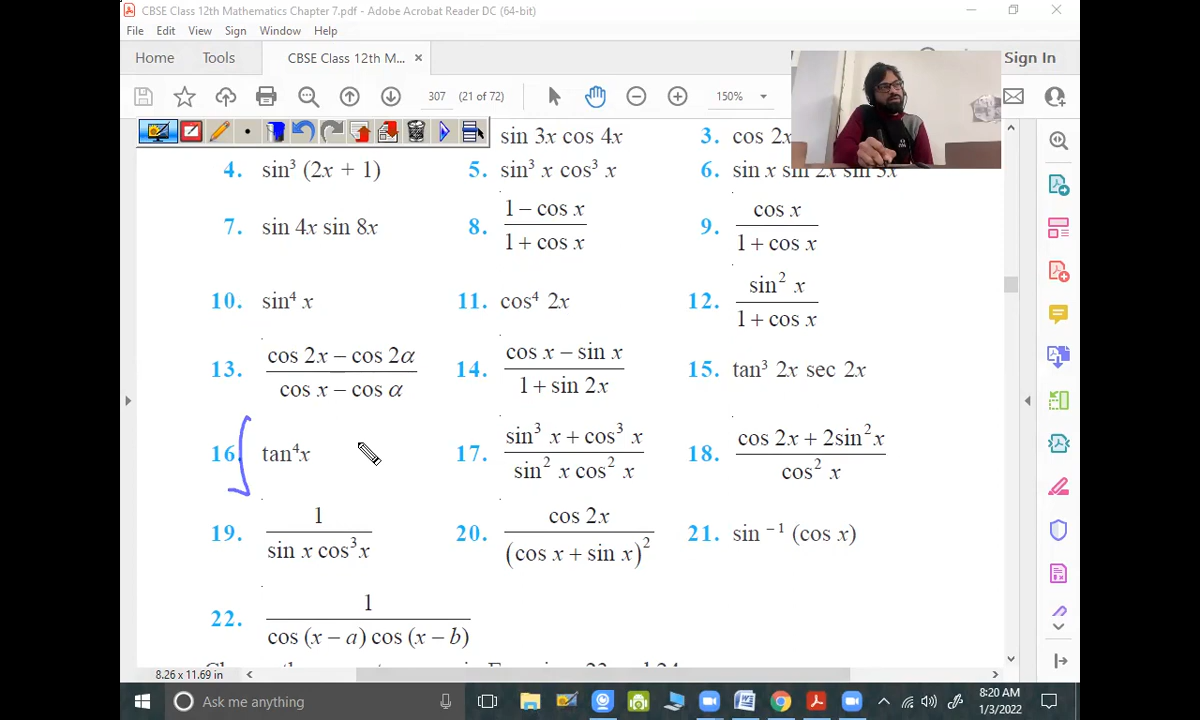 CBSE Class 12th Mathematics Chapter 7.pdf - Adobe Acrobat Reader DC (64-bit)
File Edit View Sign Window Help
Home Tools CBSE Class 12th M... × Sign In
307 (21 of 72) 150%
sin 3x cos 4x 3. cos 2x
4. sin³ (2x + 1) 5. sin³ x cos³ x 6. sin x sin 2x sin 3x
7. sin 4x sin 8x 8. (1 – cos x)/(1 + cos x) 9. cos x/(1 + cos x)
10. sin⁴ x 11. cos⁴ 2x 12. sin² x/(1 + cos x)
13. (cos 2x – cos 2α)/(cos x – cos α) 14. (cos x – sin x)/(1 + sin 2x) 15. tan³ 2x sec 2x
16. tan⁴x 17. (sin³ x + cos³ x)/(sin² x cos² x) 18. (cos 2x + 2sin²x)/cos² x
19. 1/(sin x cos³x) 20. cos 2x/(cos x + sin x)² 21. sin ⁻¹ (cos x)
22. 1/(cos (x – a) cos (x – b))
8.26 x 11.69 in
Ask me anything
8:20 AM
1/3/2022